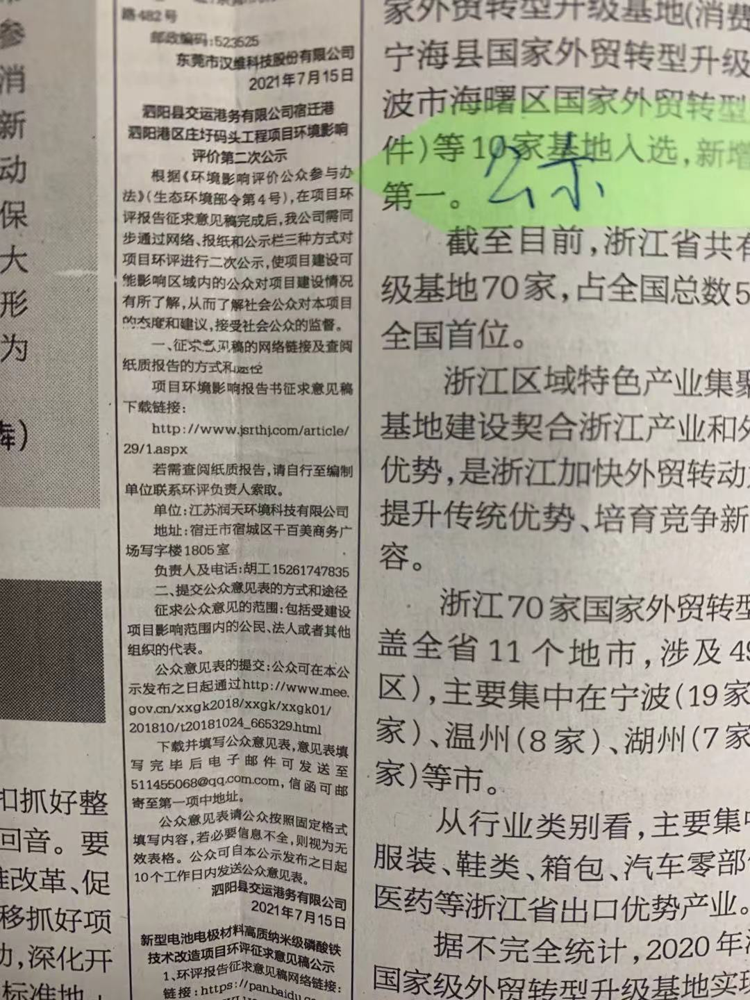 参
消
新
动
保
大
形
为
犇)
扣抓好整
回音。要
改革、促
移抓好项
,深化开
标准地
路482号
邮政编码:523525
东莞市汉维科技股份有限公司
2021年7月15日
泗阳县交运港务有限公司宿迁港
泗阳港区庄圩码头工程项目环境影响
评价第二次公示
根据《环境影响评价公众参与办
法》(生态环境部令第4号),在项目环
评报告征求意见稿完成后,我公司需同
步通过网络、报纸和公示栏三种方式对
项目环评进行二次公示,使项目建设可
能影响区域内的公众对项目建设情况
有所了解,从而了解社会公众对本项目
的态度和建议,接受社会公众的监督。
一、征求意见稿的网络链接及查阅
纸质报告的方式和途径
项目环境影响报告书征求意见稿
下载链接:
http://www.jsrthj.com/article/
29/1.aspx
若需查阅纸质报告,请自行至编制
单位联系环评负责人索取。
单位:江苏润天环境科技有限公司
地址:宿迁市宿城区千百美商务广
场写字楼1805室
负责人及电话:胡工15261747835
二、提交公众意见表的方式和途径
征求公众意见的范围:包括受建设
项目影响范围内的公民、法人或者其他
组织的代表。
公众意见表的提交:公众可在本公
示发布之日起通过http://www.mee.
gov.cn/xxgk2018/xxgk/xxgk01/
201810/t20181024_665329.html
下载并填写公众意见表,意见表填
写完毕后电子邮件可发送至
511455068@qq.com.com,信函可邮
寄至第一项中地址。
公众意见表请公众按照固定格式
填写内容,若必要信息不全,则视为无
效表格。公众可自本公示发布之日起
10个工作日内发送公众意见表。
泗阳县交运港务有限公司
2021年7月15日
新型电池电极材料高质纳米级磷酸铁
技术改造项目环评征求意见稿公示
1、环评报告征求意见稿网络链接:
链接:https://pan.baidu.c
家外贸转型升级基地(消费
宁海县国家外贸转型升级
波市海曙区国家外贸转型
件)等10家基地入选,新增
第一。
公示
截至目前,浙江省共有
级基地70家,占全国总数5
全国首位。
浙江区域特色产业集聚
基地建设契合浙江产业和外
优势,是浙江加快外贸转动
提升传统优势、培育竞争新
容。
浙江70家国家外贸转型
盖全省11个地市,涉及49
区),主要集中在宁波(19家
家)、温州(8家)、湖州(7家
家)等市。
从行业类别看,主要集中
服装、鞋类、箱包、汽车零部
医药等浙江省出口优势产业。
据不完全统计,2020年
国家级外贸转型升级基地实现